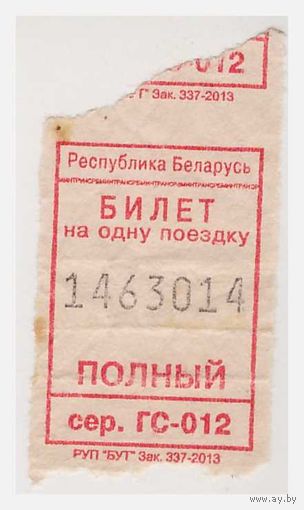 -012
Г" Зак. 337-2013
Республика Беларусь
БИЛЕТ
на одну поездку
1463014
ПОЛНЫЙ
сер. ГС-012
РУП "БУТ" Зак. 337-2013
www.ay.by